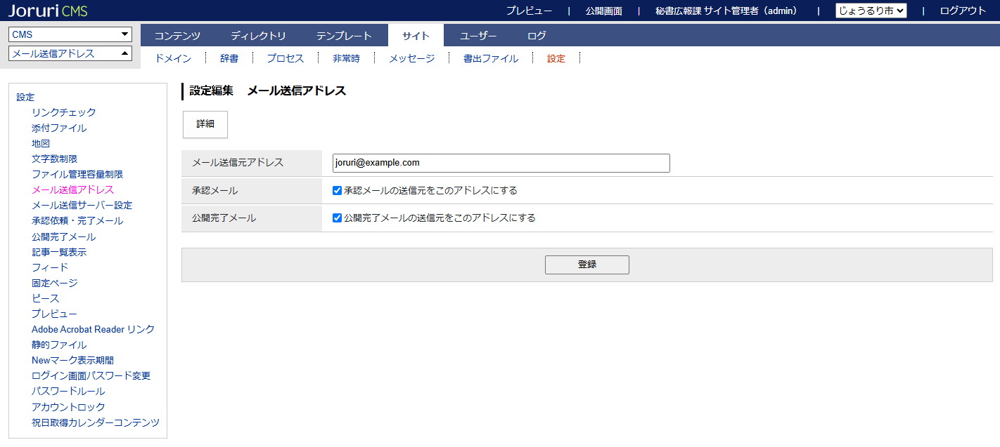 Joruri CMS
プレビュー | 公開画面 | 秘書広報課 サイト管理者（admin） | じょうるり市 | ログアウト
CMS
メール送信アドレス
コンテンツ ディレクトリ テンプレート サイト ユーザー ログ
ドメイン 辞書 プロセス 非常時 メッセージ 書出ファイル 設定
設定
リンクチェック
添付ファイル
地図
文字数制限
ファイル管理容量制限
メール送信アドレス
メール送信サーバー設定
承認依頼・完了メール
公開完了メール
記事一覧表示
フィード
固定ページ
ピース
プレビュー
Adobe Acrobat Reader リンク
静的ファイル
Newマーク表示期間
ログイン画面パスワード変更
パスワードルール
アカウントロック
祝日取得カレンダーコンテンツ
設定編集 メール送信アドレス
詳細
メール送信元アドレス joruri@example.com
承認メール 承認メールの送信元をこのアドレスにする
公開完了メール 公開完了メールの送信元をこのアドレスにする
登録